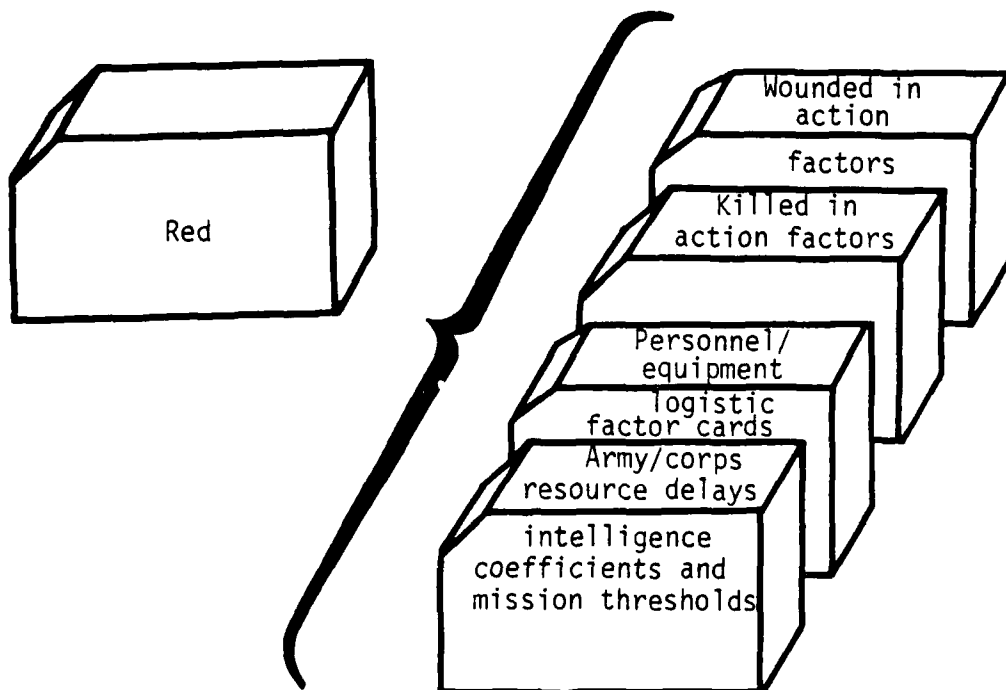 Red
Wounded in
action
factors
Killed in
action factors
Personnel/
equipment
logistic
factor cards
Army/corps
resource delays
intelligence
coefficients and
mission thresholds